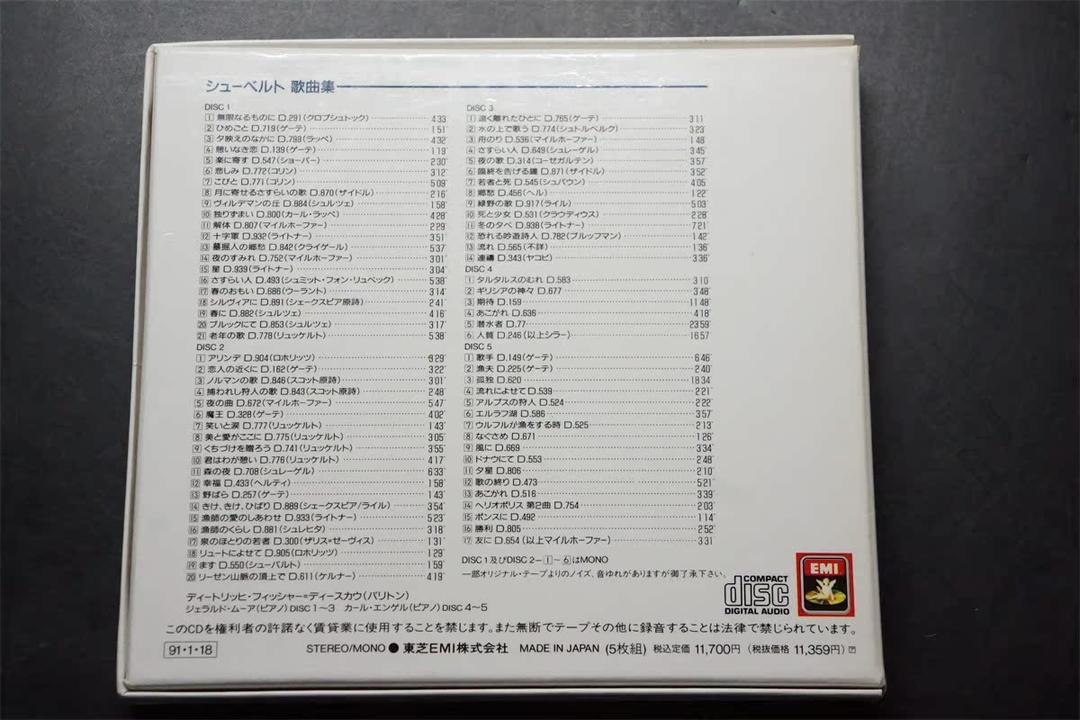 シューベルト 歌曲集
DISC 1
1 無限なるものに D.291(クロプシュトック) 4'33"
2 ひめごと D.719(ゲーテ) 1'51"
3 夕映えのなかに D.799(ラッペ) 4'32"
4 憩いなき恋 D.139(ゲーテ) 1'19"
5 楽に寄す D.547(ショーバー) 2'30"
6 悲しみ D.772(コリン) 3'12"
7 こびと D.771(コリン) 5'09"
8 月に寄せるさすらいの歌 D.870(ザイドル) 2'16"
9 ヴィルデマンの丘 D.884(シュルツェ) 1'58"
10 独りずまい D.800(カール・ラッペ) 4'28"
11 解体 D.807(マイルホーファー) 2'29"
12 十字軍 D.932(ライトナー) 3'51"
13 墓掘人の郷愁 D.842(クライゲール) 5'37"
14 夜のすみれ D.752(マイルホーファー) 3'01"
15 星 D.939(ライトナー) 3'04"
16 さすらい人 D.493(シュミット・フォン・リュベック) 5'38"
17 春のおもい D.686(ウーラント) 3'14"
18 シルヴィアに D.891(シェークスピア原詩) 2'41"
19 春に D.882(シュルツェ) 4'16"
20 ブルックにて D.853(シュルツェ) 3'17"
21 老年の歌 D.778(リュッケルト) 5'38"
DISC 2
1 アリンデ D.904(ロホリッツ) 3'29"
2 恋人の近くに D.162(ゲーテ) 3'22"
3 ノルマンの歌 D.846(スコット原詩) 3'01"
4 捕われし狩人の歌 D.843(スコット原詩) 2'48"
5 夜の曲 D.672(マイルホーファー) 5'47"
6 魔王 D.328(ゲーテ) 4'02"
7 笑いと涙 D.777(リュッケルト) 1'43"
8 美と愛がここに D.775(リュッケルト) 3'05"
9 くちづけを贈ろう D.741(リュッケルト) 3'55"
10 君はわが憩い D.776(リュッケルト) 4'17"
11 森の夜 D.708(シュレーゲル) 6'33"
12 幸福 D.433(ヘルティ) 1'58"
13 野ばら D.257(ゲーテ) 1'43"
14 きけ、きけ、ひばり D.889(シェークスピア/ライル) 3'54"
15 漁師の愛のしあわせ D.933(ライトナー) 5'23"
16 漁師のくらし D.881(シュレヒタ) 3'18"
17 泉のほとりの若者 D.300(ザリス=ゼーヴィス) 1'31"
18 リュートによせて D.905(ロホリッツ) 1'29"
19 ます D.550(シューバルト) 1'59"
20 リーゼン山脈の頂上で D.611(ケルナー) 4'19"
DISC 3
1 遠く離れたひとに D.765(ゲーテ) 3'11"
2 水の上で歌う D.774(シュトルベルク) 3'23"
3 舟のり D.536(マイルホーファー) 1'48"
4 さすらい人 D.649(シュレーゲル) 3'45"
5 夜の歌 D.314(コーゼガルテン) 3'57"
6 臨終を告げる鐘 D.871(ザイドル) 3'52"
7 若者と死 D.545(シュパウン) 4'05"
8 郷愁 D.456(ヘル) 1'22"
9 緑野の歌 D.917(ライル) 5'03"
10 死と少女 D.531(クラウディウス) 2'28"
11 冬の夕べ D.938(ライトナー) 7'21"
12 恐れる吟遊詩人 D.782(ブルッフマン) 1'42"
13 流れ D.565(不詳) 1'36"
14 連禱 D.343(ヤコビ) 3'36"
DISC 4
1 タルタルスのむれ D.583 3'10"
2 ギリシアの神々 D.677 3'48"
3 期待 D.159 11'48"
4 あこがれ D.636 4'18"
5 潜水者 D.77 23'59"
6 人質 D.246(以上シラー) 16'57"
DISC 5
1 歌手 D.149(ゲーテ) 6'46"
2 漁夫 D.225(ゲーテ) 2'40"
3 孤独 D.620 18'34"
4 流れによせて D.539 2'21"
5 アルプスの狩人 D.524 2'22"
6 エルラフ湖 D.586 3'57"
7 ウルフルが漁をする時 D.525 2'13"
8 なぐさめ D.671 1'26"
9 風に D.669 3'34"
10 ドナウにて D.553 2'48"
11 夕星 D.806 2'10"
12 歌の終り D.473 5'21"
13 あこがれ D.516 3'39"
14 ヘリオポリス 第2曲 D.754 2'03"
15 ポンスに D.492 1'14"
16 勝利 D.805 2'52"
17 友に D.654(以上マイルホーファー) 3'31"
DISC 1及びDISC 2−1〜6はMONO
一部オリジナル・テープよりのノイズ、音ゆれがありますが御了承下さい。
ディートリッヒ・フィッシャー=ディースカウ(バリトン)
ジェラルド・ムーア(ピアノ) DISC 1〜3 カール・エンゲル(ピアノ) DISC 4〜5
COMPACT
disc
DIGITAL AUDIO
EMI
このCDを権利者の許諾なく賃貸業に使用することを禁じます。また無断でテープその他に録音することは法律で禁じられています。
91・1・18 STEREO/MONO ● 東芝EMI株式会社 MADE IN JAPAN (5枚組) 税込定価 11,700円 (税抜価格 11,359円)